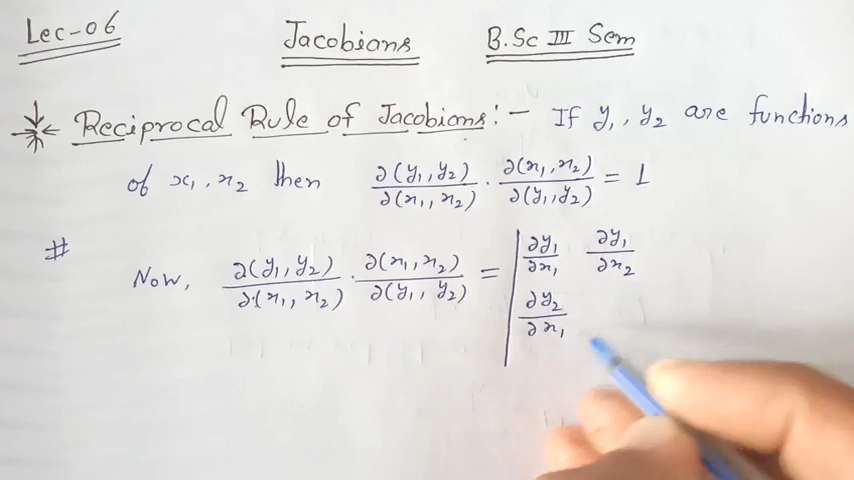 Lec-06 Jacobians B.Sc III Sem
Reciprocal Rule of Jacobians:- If y₁, y₂ are functions
of x₁, x₂ then ∂(y₁, y₂)/∂(x₁, x₂) · ∂(x₁, x₂)/∂(y₁, y₂) = 1
#
Now, ∂(y₁, y₂)/∂(x₁, x₂) · ∂(x₁, x₂)/∂(y₁, y₂) = | ∂y₁/∂x₁ ∂y₁/∂x₂
∂y₂/∂x₁